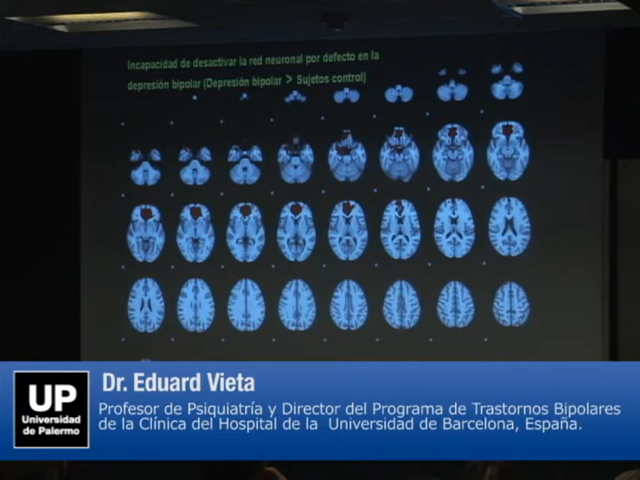 Incapacidad de desactivar la red neuronal por defecto en la
depresión bipolar (Depresión bipolar > Sujetos control)
UP
Universidad
de Palermo
Dr. Eduard Vieta
Profesor de Psiquiatría y Director del Programa de Trastornos Bipolares
de la Clínica del Hospital de la Universidad de Barcelona, España.